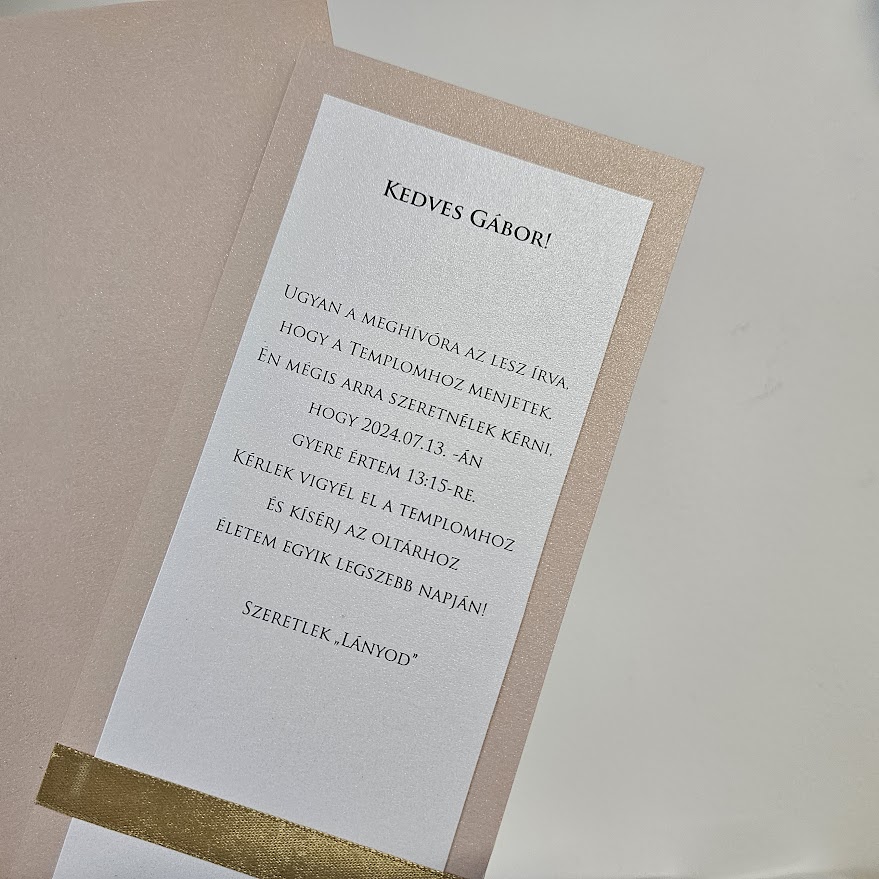 Kedves Gábor!
Ugyan a meghívóra az lesz írva,
hogy a Templomhoz menjetek.
Én mégis arra szeretnélek kérni,
hogy 2024.07.13. -án
gyere értem 13:15-re.
Kérlek vigyél el a templomhoz
és kísérj az oltárhoz
életem egyik legszebb napján!
Szeretlek „Lányod”